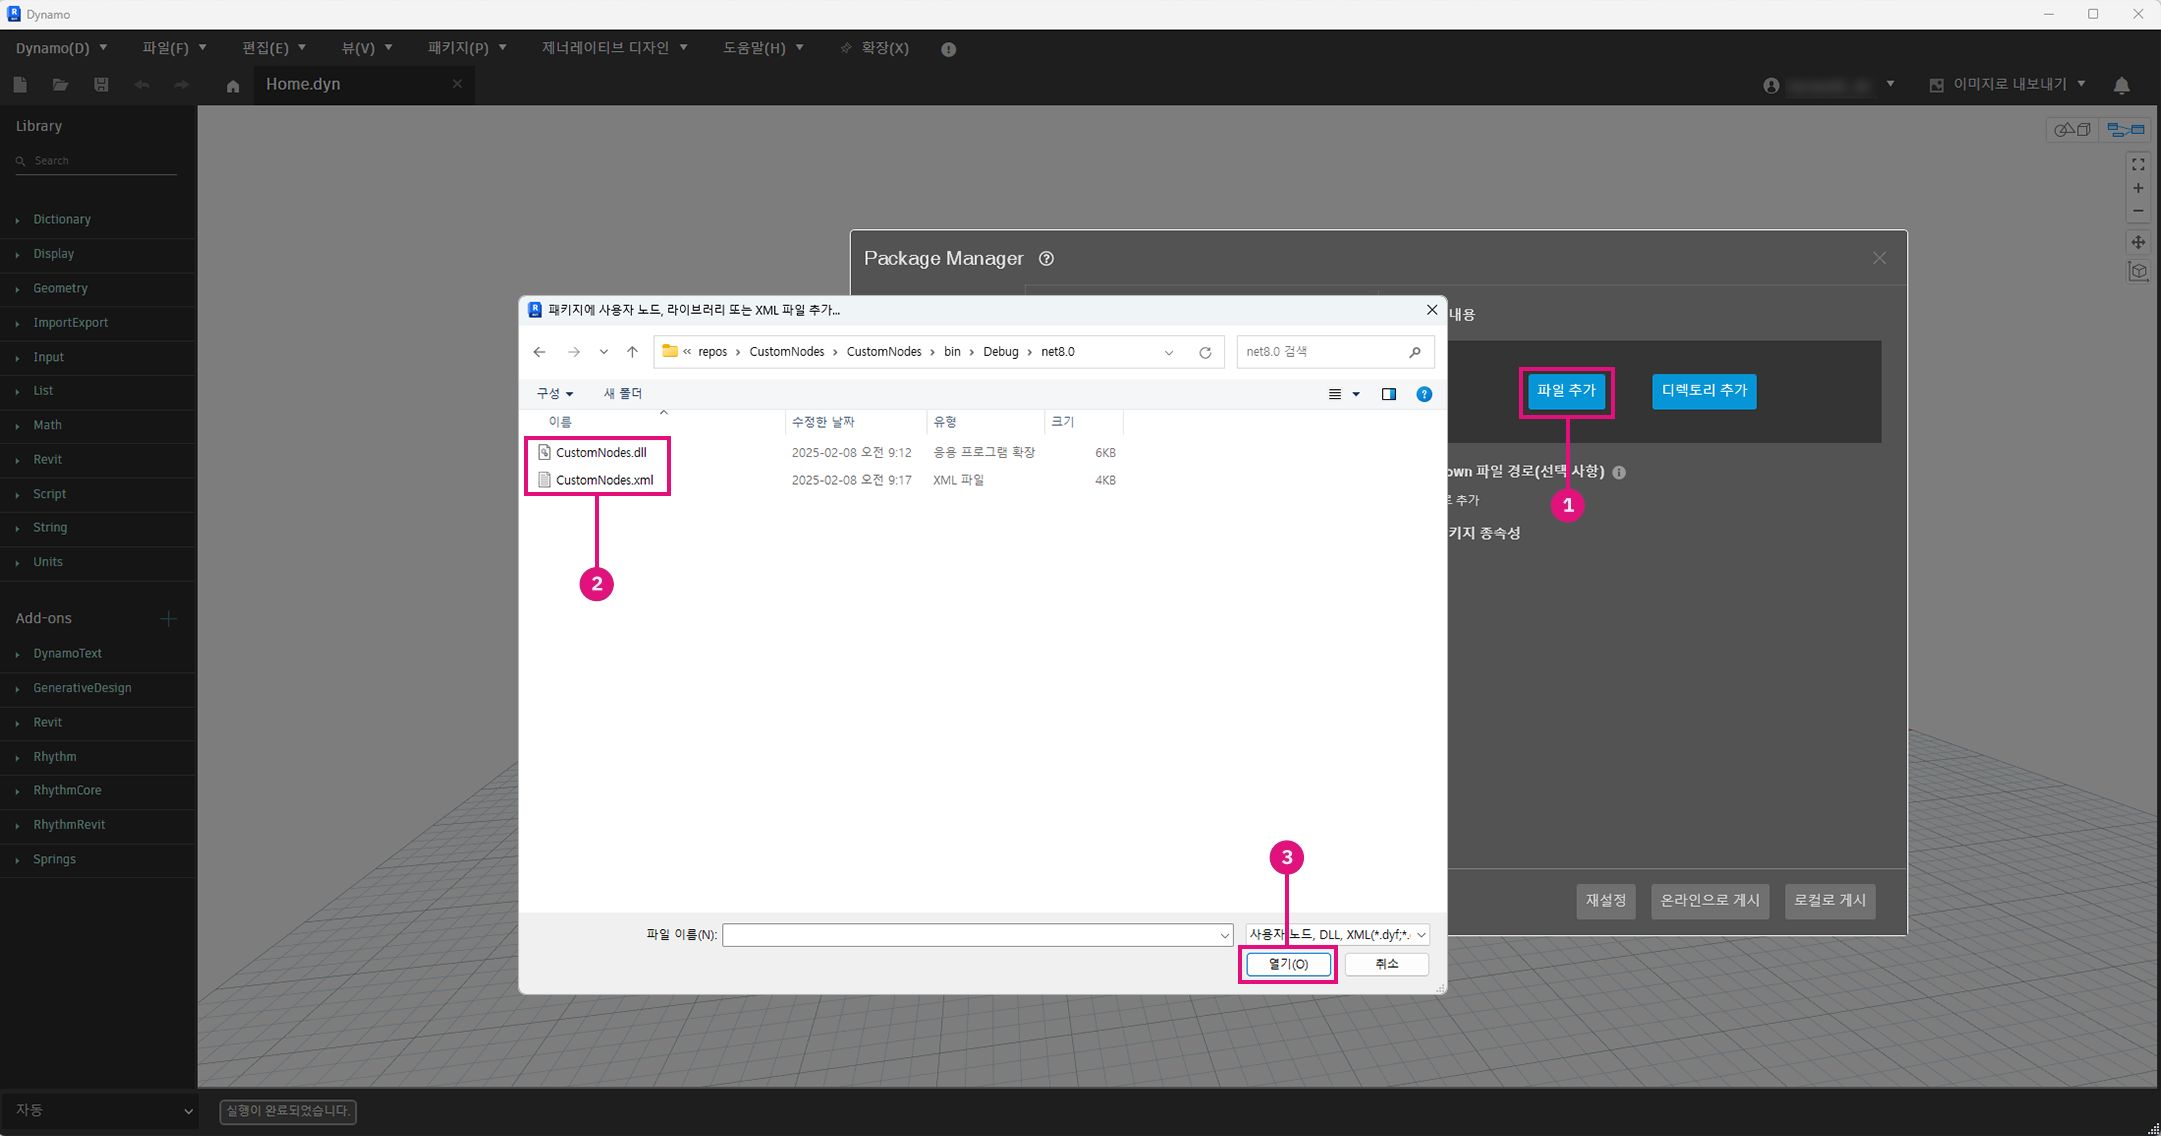 Dynamo
Dynamo(D) 파일(F) 편집(E) 뷰(V) 패키지(P) 제너레이티브 디자인 도움말(H) 확장(X)
Home.dyn
이미지로 내보내기
Library
Search
Dictionary
Display
Geometry
ImportExport
Input
List
Math
Revit
Script
String
Units
Add-ons
DynamoText
GenerativeDesign
Revit
Rhythm
RhythmCore
RhythmRevit
Springs
Package Manager
내용
파일 추가 디렉토리 추가
own 파일 경로(선택 사항)
로 추가
키지 종속성
1
재설정 온라인으로 게시 로컬로 게시
패키지에 사용자 노드, 라이브러리 또는 XML 파일 추가...
« repos › CustomNodes › CustomNodes › bin › Debug › net8.0
net8.0 검색
구성 새 폴더
이름 수정한 날짜 유형 크기
CustomNodes.dll 2025-02-08 오전 9:12 응용 프로그램 확장 6KB
CustomNodes.xml 2025-02-08 오전 9:17 XML 파일 4KB
2
3
파일 이름(N): 사용자 노드, DLL, XML(*.dyf;*.
열기(O) 취소
자동 실행이 완료되었습니다.